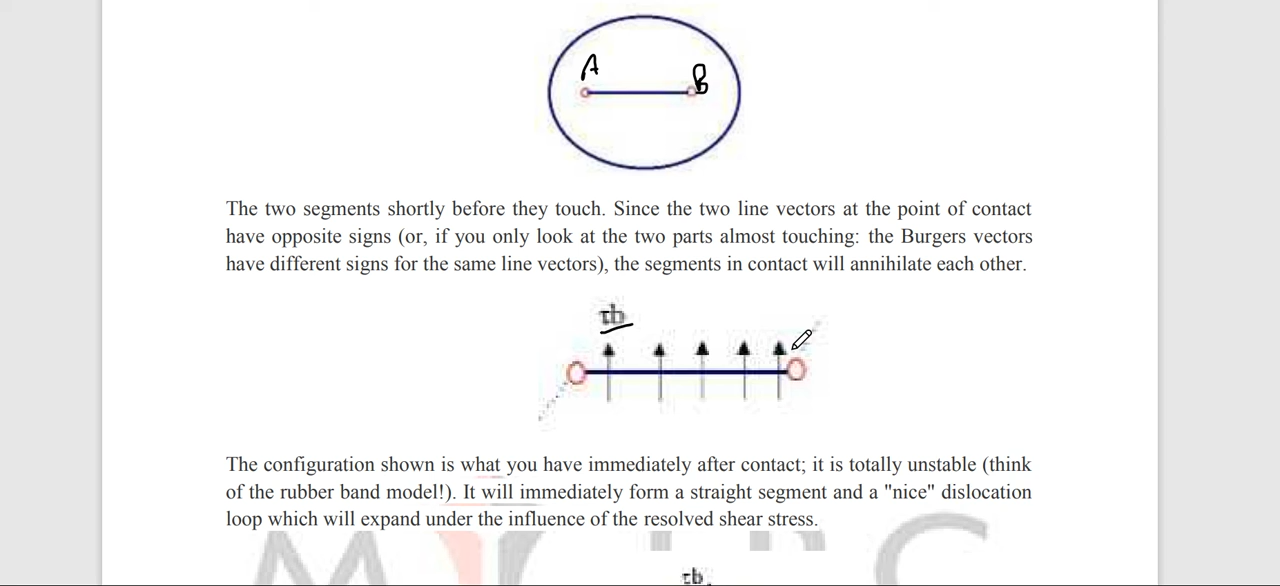 A
B
The two segments shortly before they touch. Since the two line vectors at the point of contact
have opposite signs (or, if you only look at the two parts almost touching: the Burgers vectors
have different signs for the same line vectors), the segments in contact will annihilate each other.
τb
The configuration shown is what you have immediately after contact; it is totally unstable (think
of the rubber band model!). It will immediately form a straight segment and a "nice" dislocation
loop which will expand under the influence of the resolved shear stress.
τb